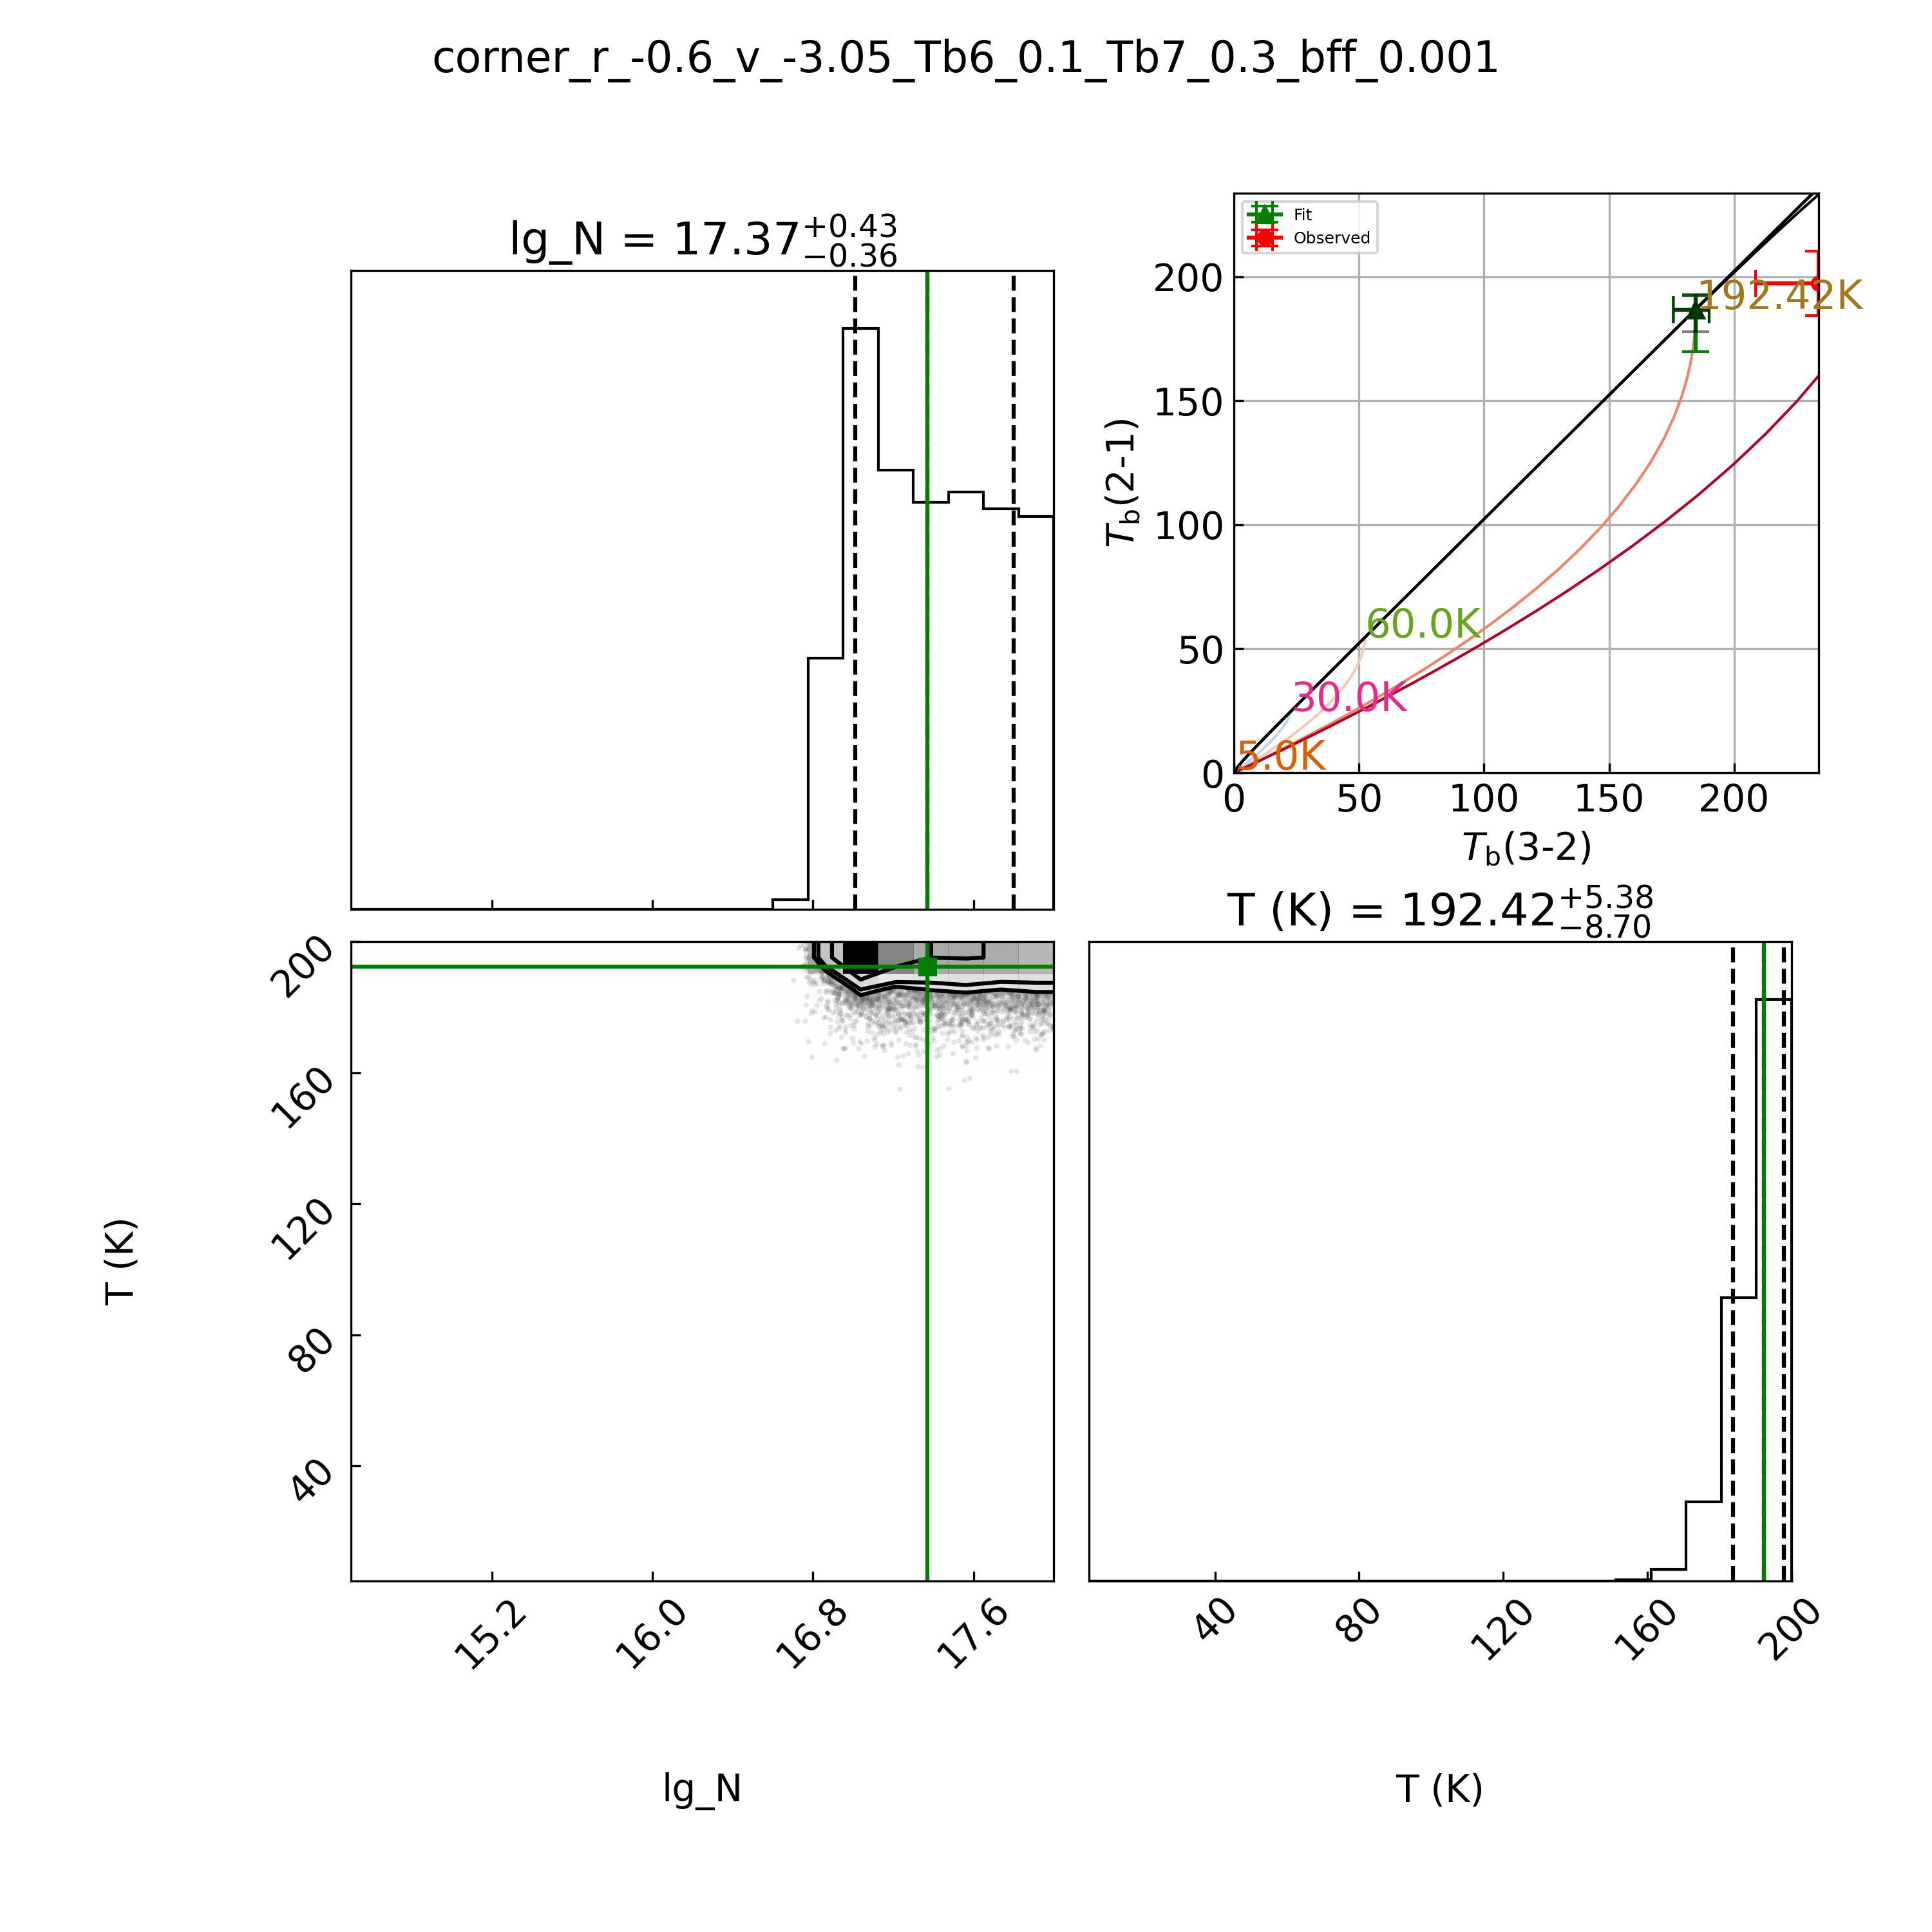 corner_r_-0.6_v_-3.05_Tb6_0.1_Tb7_0.3_bff_0.001
lg_N = 17.37+0.43−0.36
Fit
Observed
192.42K
60.0K
30.0K
5.0K
Tb(2-1)
200
150
100
50
0
0 50 100 150 200
Tb(3-2)
T (K) = 192.42+5.38−8.70
T (K)
200
160
120
80
40
15.2 16.0 16.8 17.6
lg_N
40 80 120 160 200
T (K)